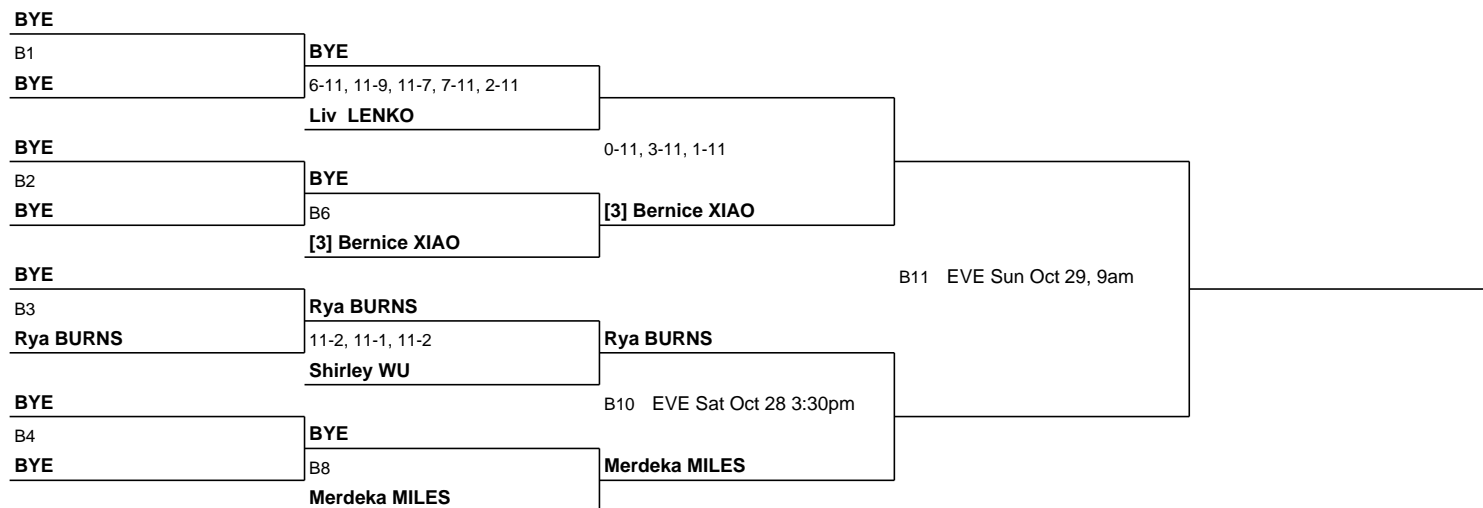 BYE
B1
BYE
BYE
6-11, 11-9, 11-7, 7-11, 2-11
Liv  LENKO
BYE
B2
BYE
BYE
B6
[3] Bernice XIAO
0-11, 3-11, 1-11
[3] Bernice XIAO
BYE
B3
Rya BURNS
Rya BURNS
11-2, 11-1, 11-2
Shirley WU
Rya BURNS
B11 EVE Sun Oct 29, 9am
BYE
B4
BYE
BYE
B8
Merdeka MILES
B10 EVE Sat Oct 28 3:30pm
Merdeka MILES